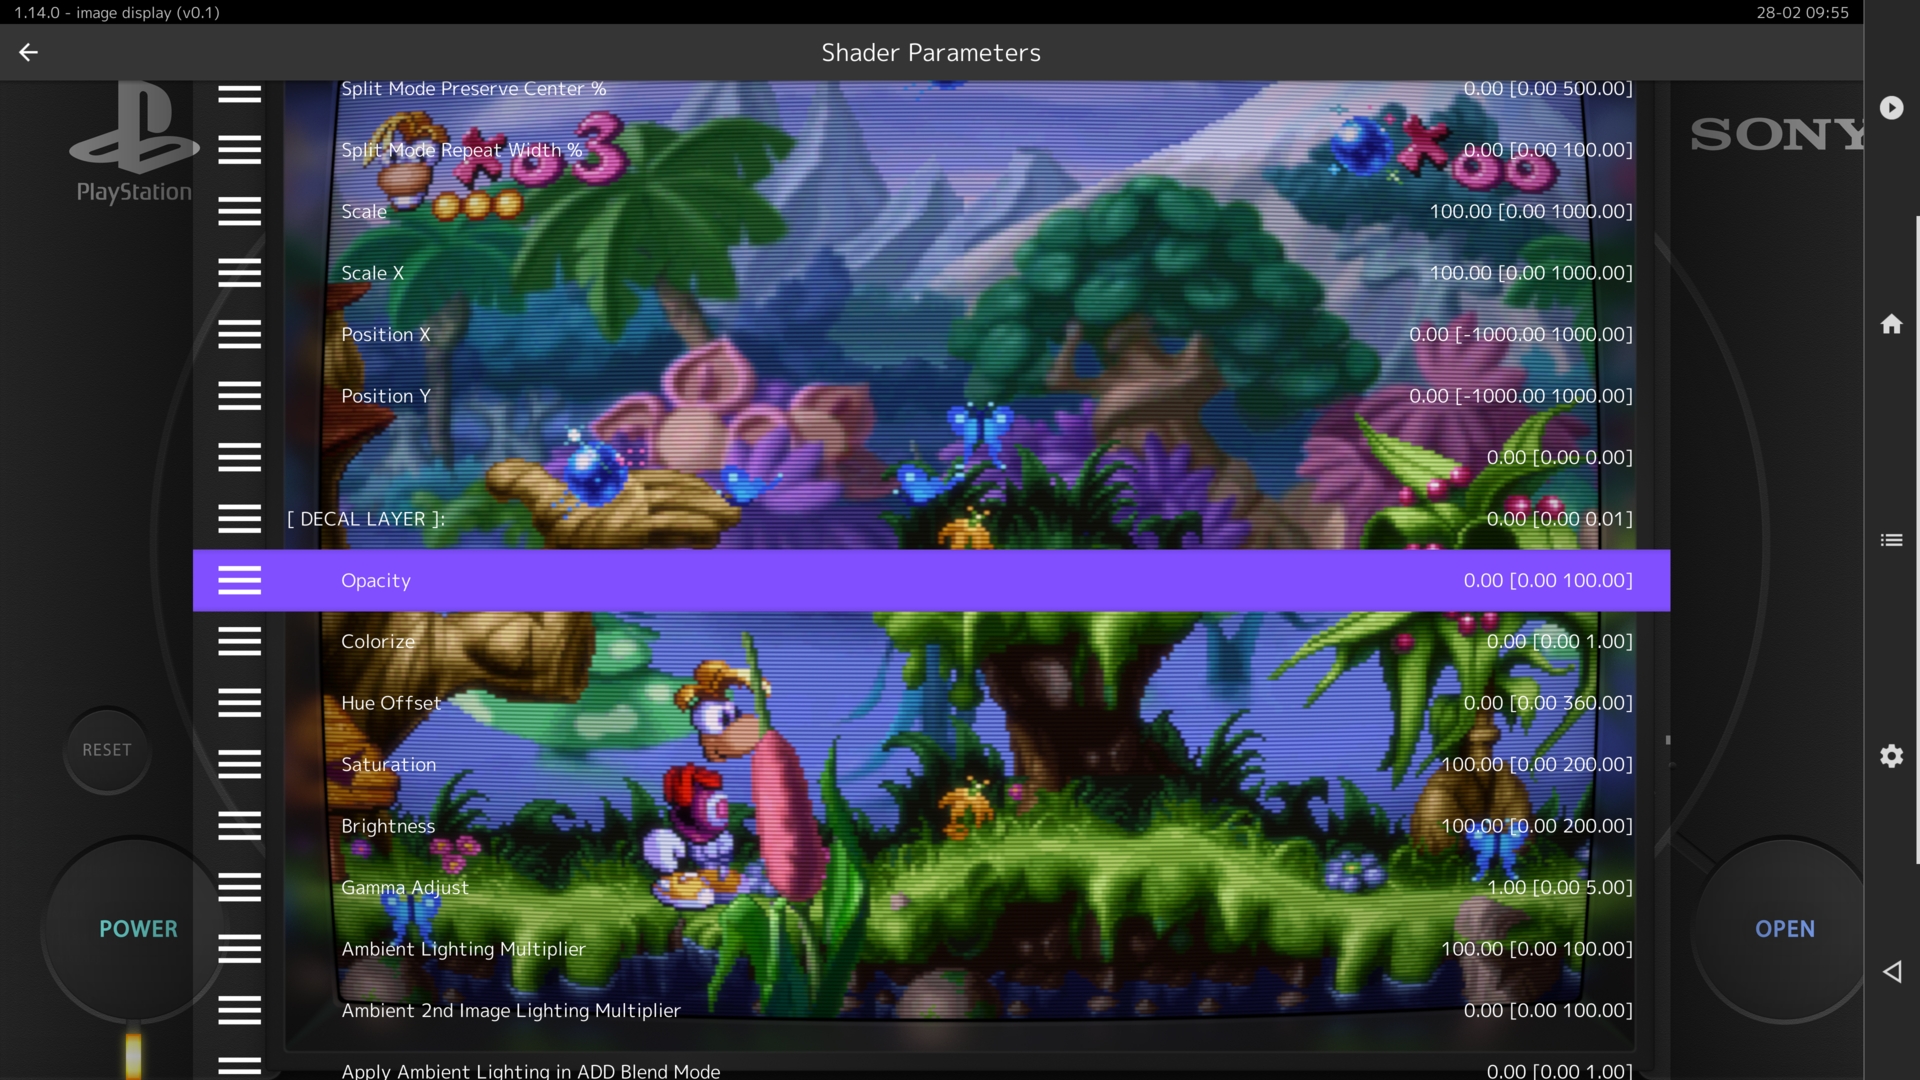 1.14.0 - image display (v0.1) 28-02 09:55
Shader Parameters
Split Mode Preserve Center % 0.00 [0.00 500.00]
Split Mode Repeat Width % 0.00 [0.00 100.00]
Scale 100.00 [0.00 1000.00]
Scale X 100.00 [0.00 1000.00]
Position X 0.00 [-1000.00 1000.00]
Position Y 0.00 [-1000.00 1000.00]
0.00 [0.00 0.00]
[ DECAL LAYER ]: 0.00 [0.00 0.01]
Opacity 0.00 [0.00 100.00]
Colorize 0.00 [0.00 1.00]
Hue Offset 0.00 [0.00 360.00]
Saturation 100.00 [0.00 200.00]
Brightness 100.00 [0.00 200.00]
Gamma Adjust 1.00 [0.00 5.00]
Ambient Lighting Multiplier 100.00 [0.00 100.00]
Ambient 2nd Image Lighting Multiplier 0.00 [0.00 100.00]
Apply Ambient Lighting in ADD Blend Mode 0.00 [0.00 1.00]
PlayStation
SONY
x03
x00
RESET
POWER
OPEN